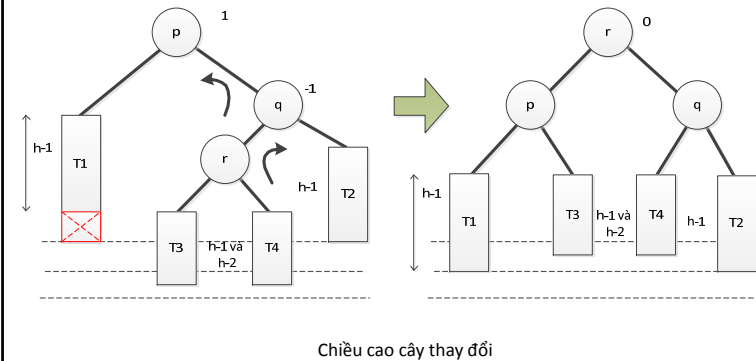 1
p
r
0
-1
q
p
q
h-1
T1
r
h-1
T2
h-1
T1
T3
h-1 và
h-2
T4
h-1
T2
T3
h-1 và
h-2
T4
Chiều cao cây thay đổi